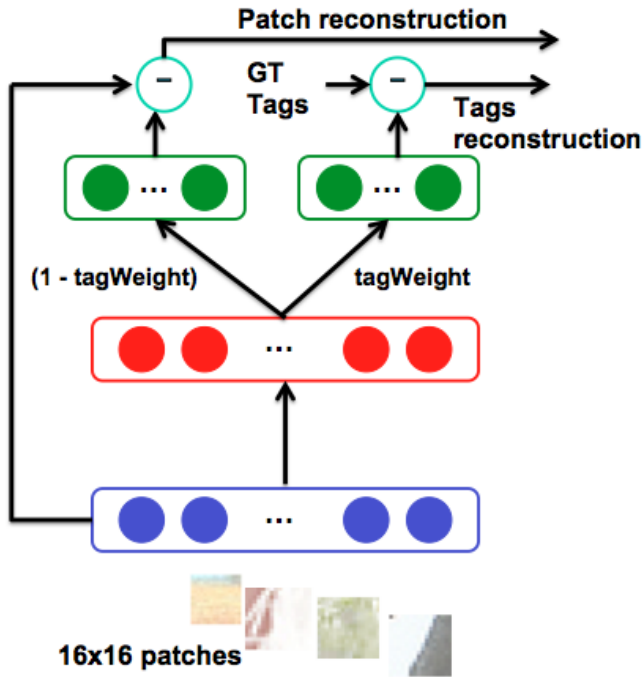 Patch reconstruction
-
GT
Tags
-
Tags
reconstruction
...
...
(1 - tagWeight)
tagWeight
...
...
16x16 patches